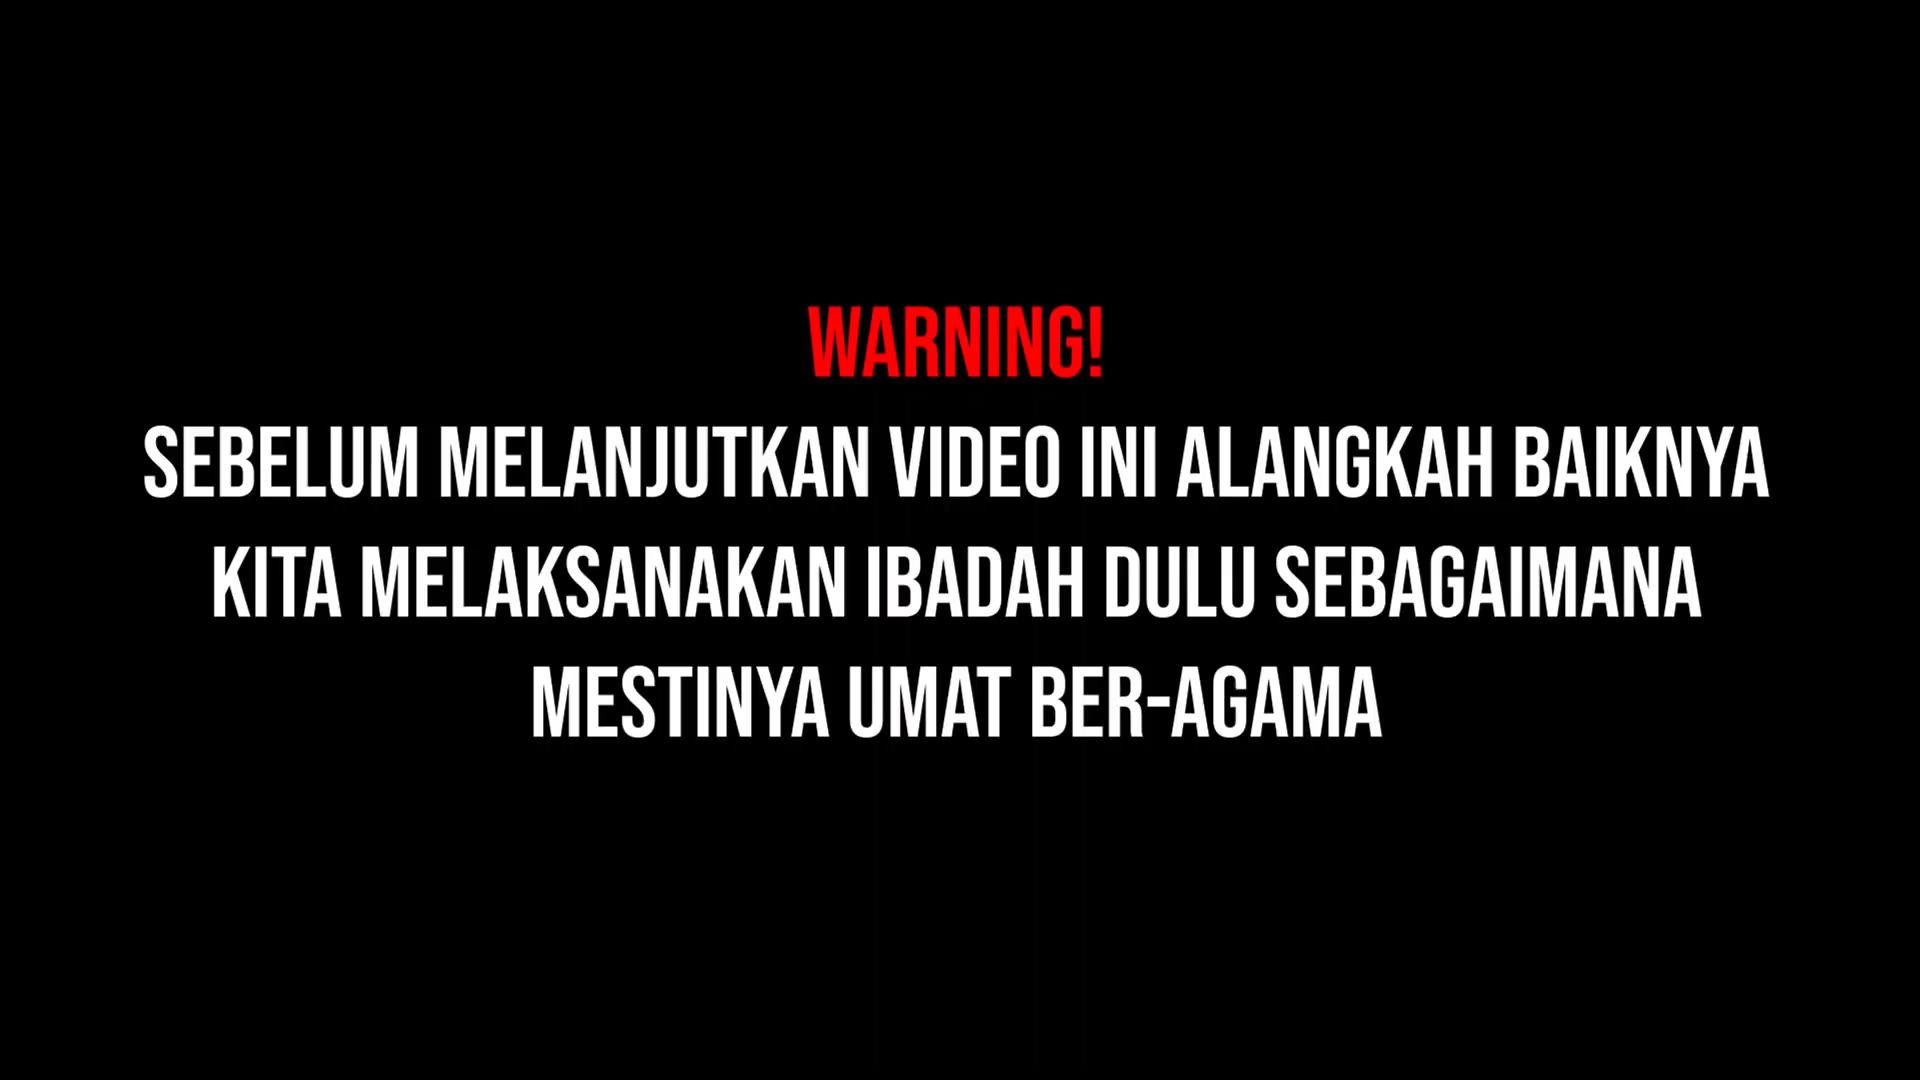 WARNING!
SEBELUM MELANJUTKAN VIDEO INI ALANGKAH BAIKNYA
KITA MELAKSANAKAN IBADAH DULU SEBAGAIMANA
MESTINYA UMAT BER-AGAMA